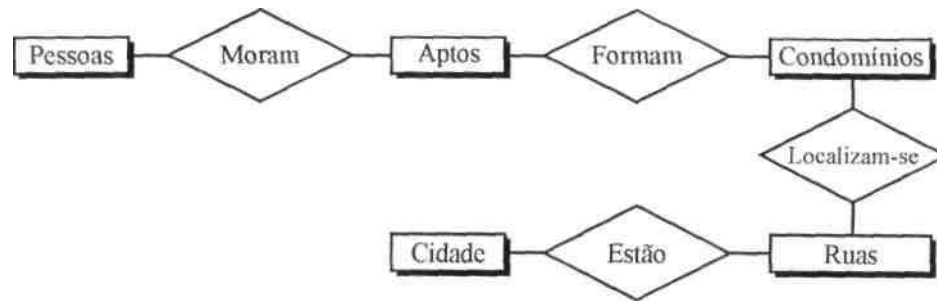 Pessoas
Moram
Aptos
Formam
Condomínios
Localizam-se
Cidade
Estão
Ruas